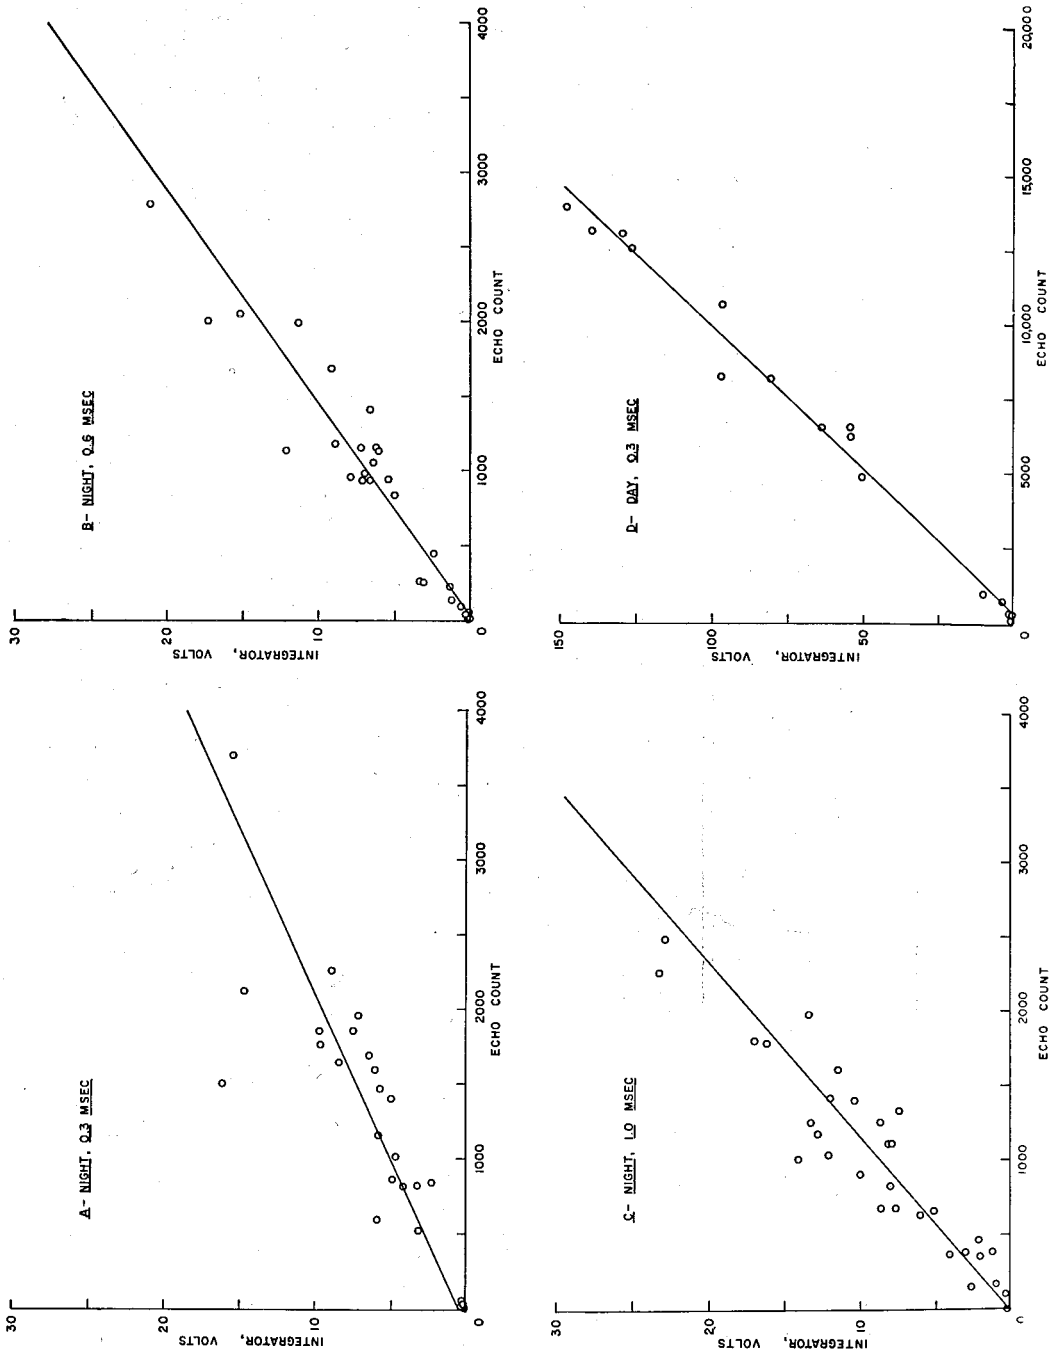 A- NIGHT, 0.3 MSEC
30
20
10
INTEGRATOR,
VOLTS
0
1000
2000
3000
4000
ECHO COUNT
B- NIGHT, 0.6 MSEC
30
20
10
INTEGRATOR,
VOLTS
0
1000
2000
3000
4000
ECHO COUNT
C- NIGHT, 1.0 MSEC
30
20
10
INTEGRATOR,
VOLTS
0
1000
2000
3000
4000
ECHO COUNT
D- DAY, 0.3 MSEC
150
100
50
INTEGRATOR,
VOLTS
0
5000
10,000
15,000
20,000
ECHO COUNT